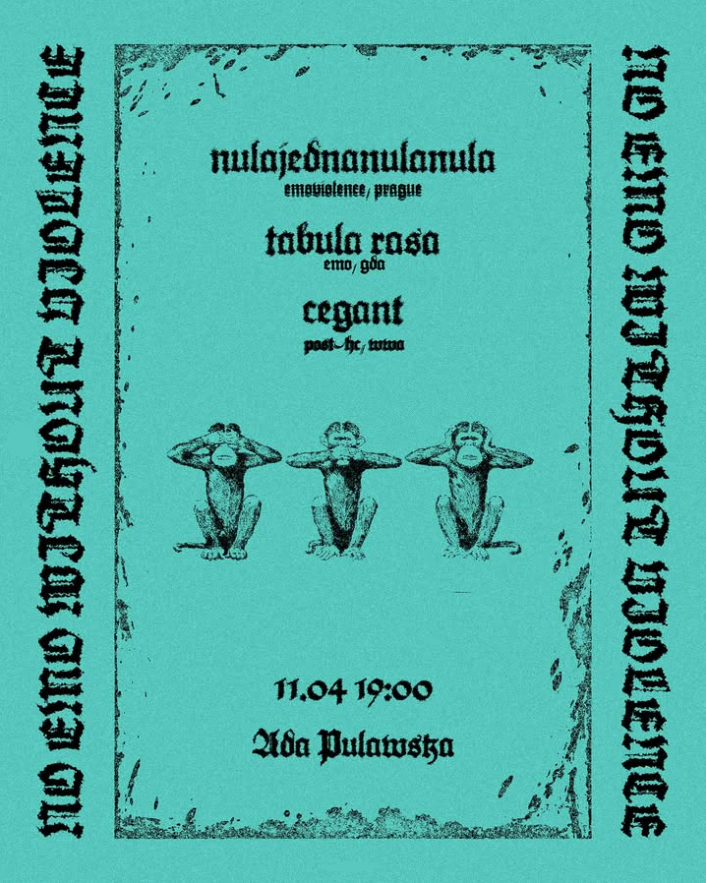 NO EMO WITHOUT VIOLENCE
nulajednanulanula
emoviolence, prague
tabula rasa
emo, gda
cegant
post-hc, wwa
11.04 19:00
Ada Pulawska
NO EMO WITHOUT VIOLENCE